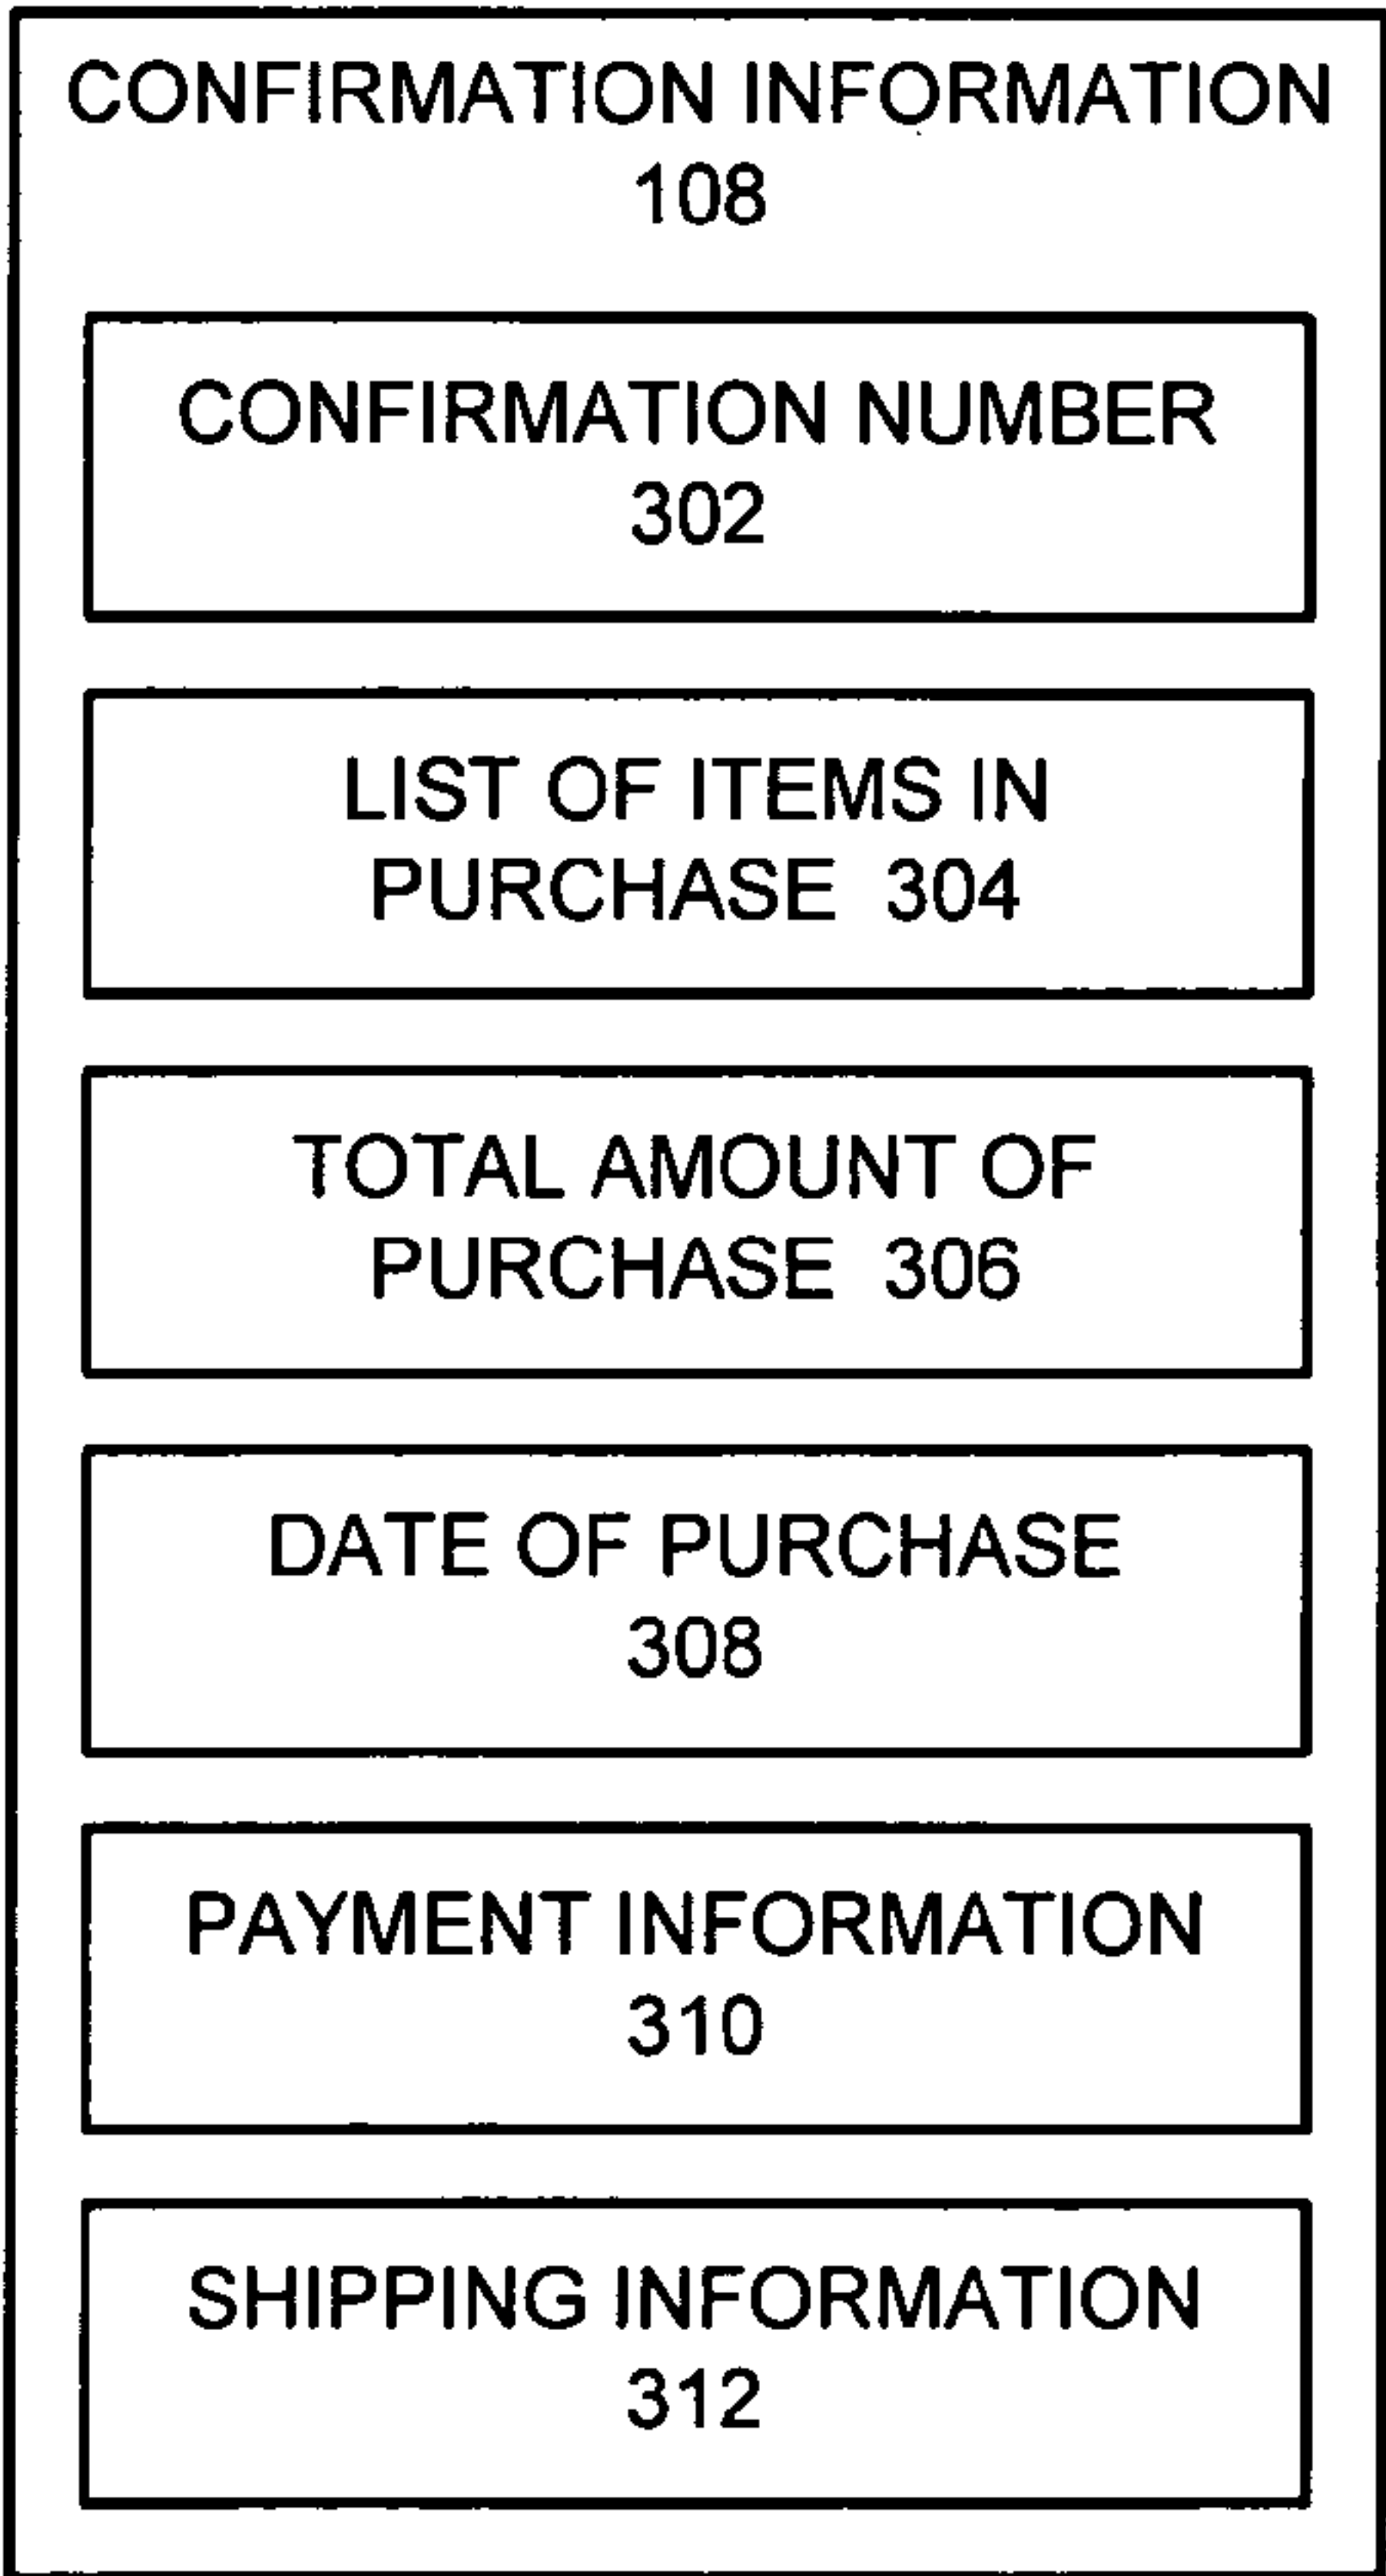 CONFIRMATION INFORMATION
108
CONFIRMATION NUMBER
302
LIST OF ITEMS IN
PURCHASE 304
TOTAL AMOUNT OF
PURCHASE 306
DATE OF PURCHASE
308
PAYMENT INFORMATION
310
SHIPPING INFORMATION
312